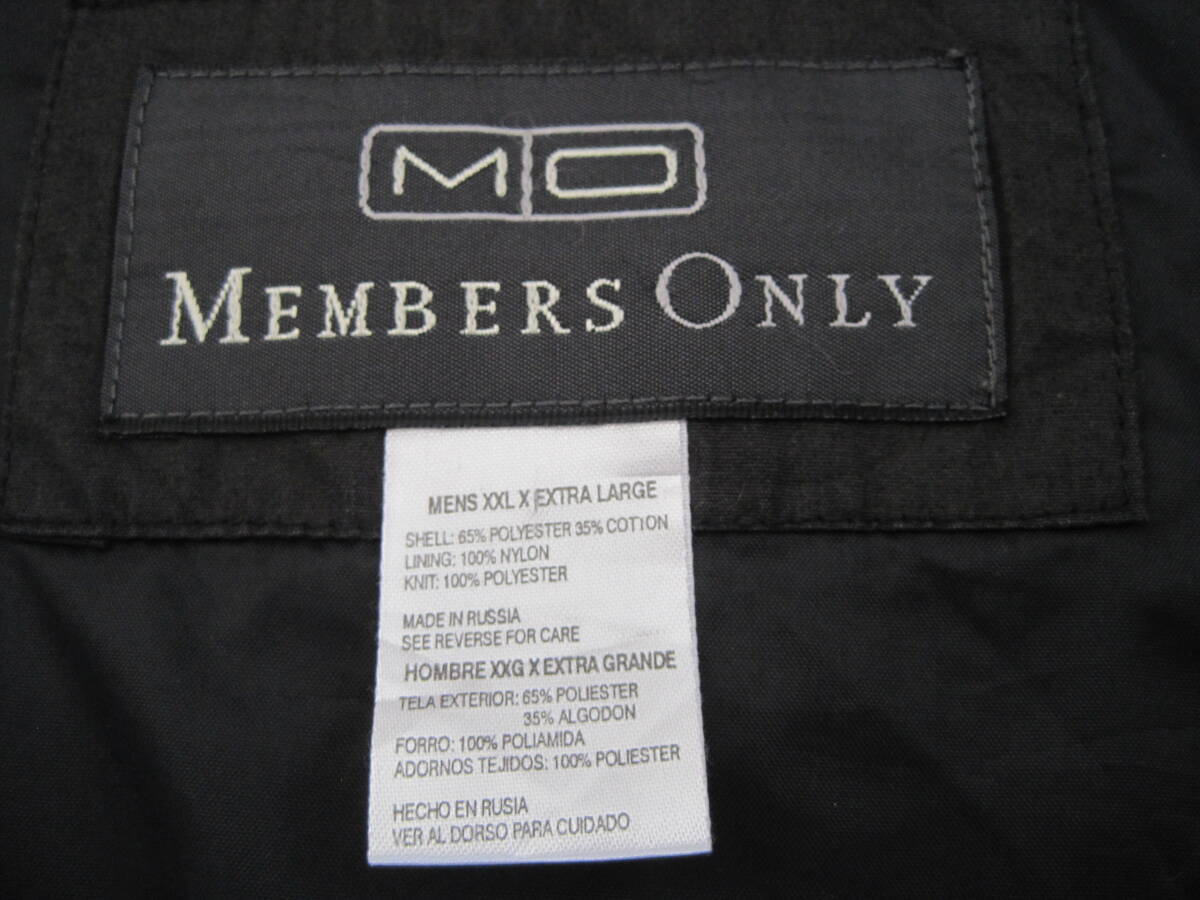 MO
MEMBERS ONLY
MENS XXL X EXTRA LARGE
SHELL: 65% POLYESTER 35% COTTON
LINING: 100% NYLON
KNIT: 100% POLYESTER
MADE IN RUSSIA
SEE REVERSE FOR CARE
HOMBRE XXG X EXTRA GRANDE
TELA EXTERIOR: 65% POLIESTER
35% ALGODON
FORRO: 100% POLIAMIDA
ADORNOS TEJIDOS: 100% POLIESTER
HECHO EN RUSIA
VER AL DORSO PARA CUIDADO